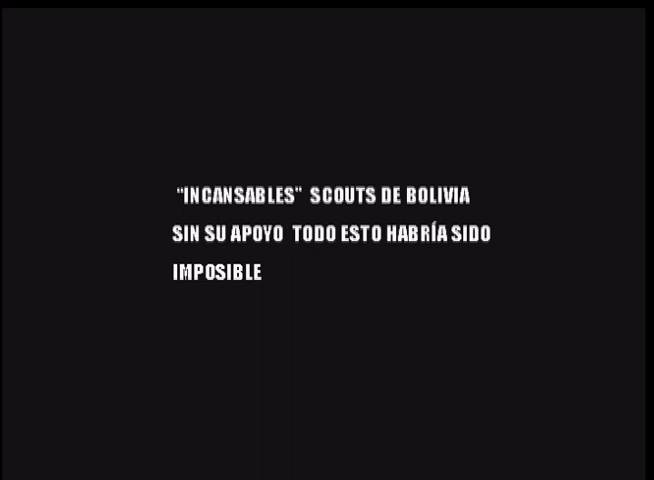 “INCANSABLES” SCOUTS DE BOLIVIA
SIN SU APOYO TODO ESTO HABRÍA SIDO
IMPOSIBLE